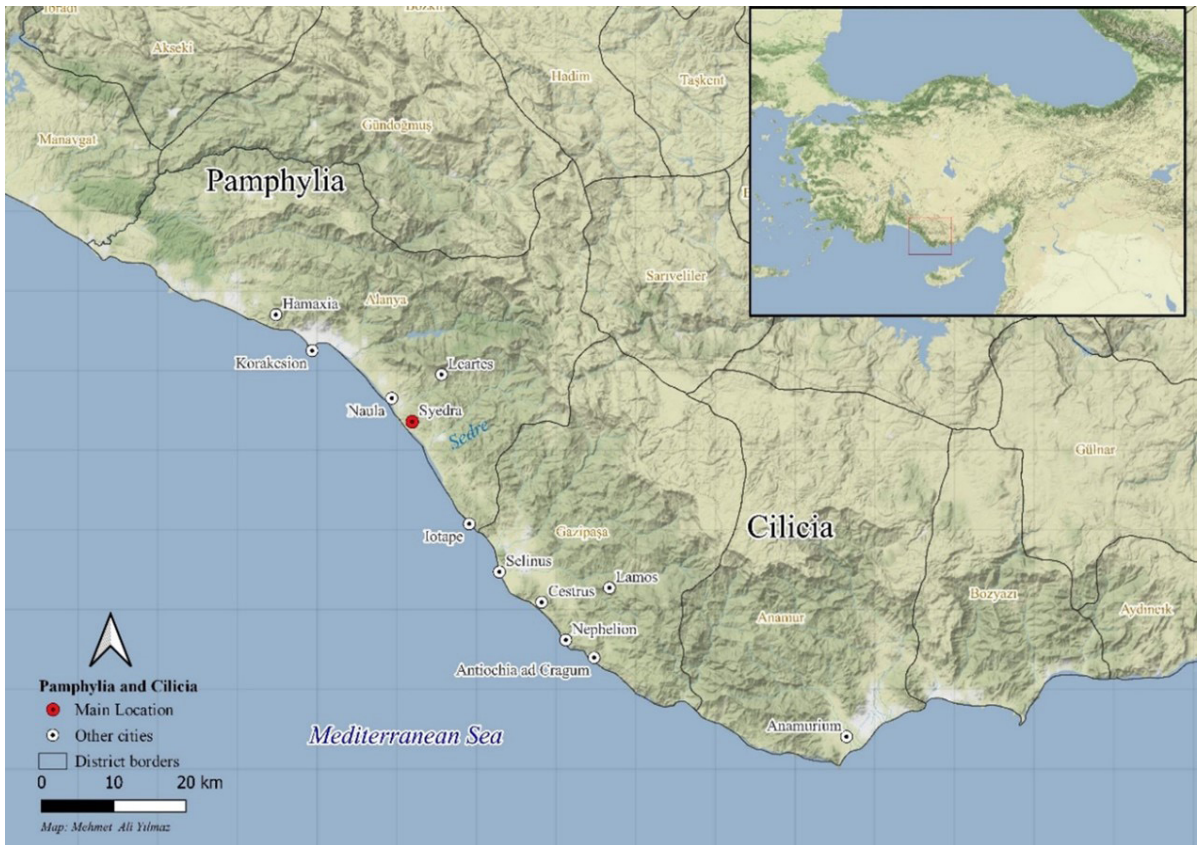 Bozkır
Akseki
Hadim
Taşkent
Gündoğmuş
Manavgat
Pamphylia
Sarıveliler
Hamaxia
Alanya
Korakesion
Leartes
Naula
Syedra
Sedre
Gülnar
Iotape
Gazipaşa
Cilicia
Selinus
Lamos
Cestrus
Bozyazı
Anamur
Aydıncık
Nephelion
Antiochia ad Cragum
Anamurium
Mediterranean Sea
Pamphylia and Cilicia
Main Location
Other cities
District borders
0 10 20 km
Map: Mehmet Ali Yılmaz